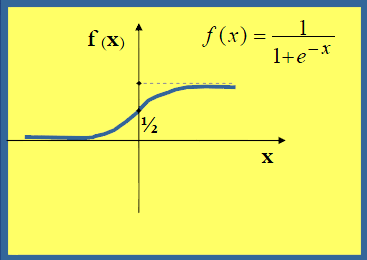 f (x)
f(x) = 1 / 1+e^-x
½
x